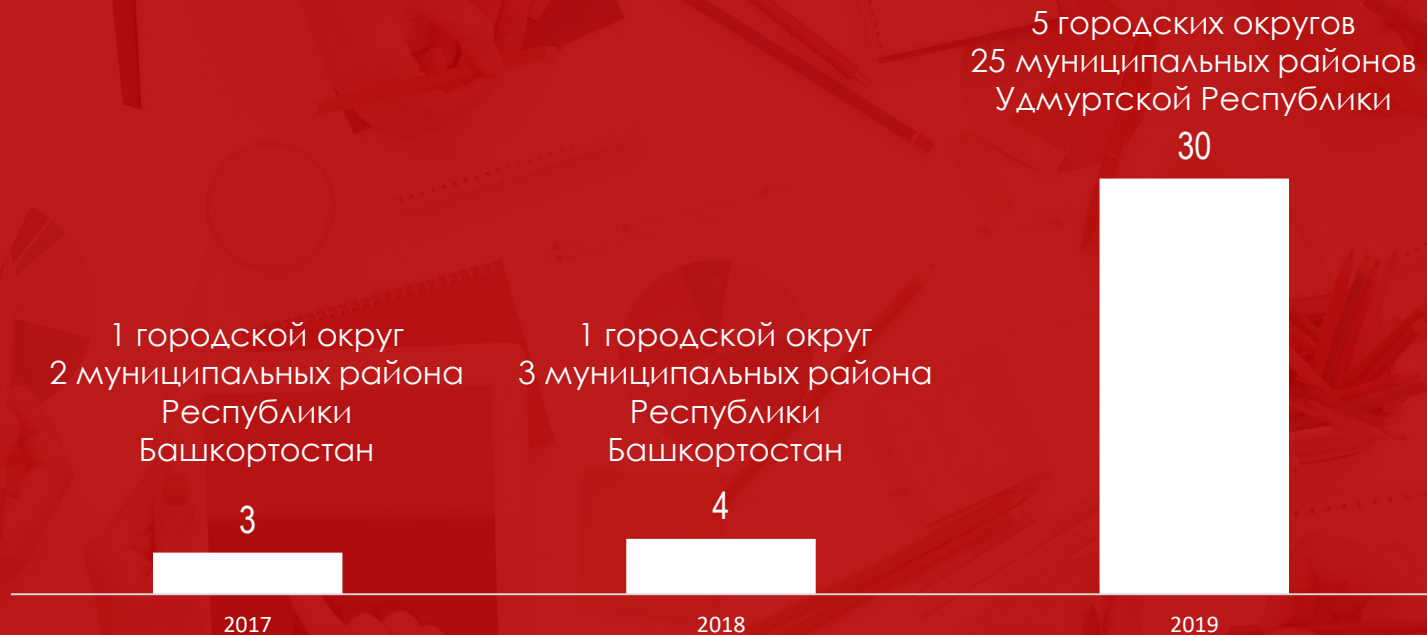 5 городских округов
25 муниципальных районов
Удмуртской Республики
30
1 городской округ
2 муниципальных района
Республики
Башкортостан
3
1 городской округ
3 муниципальных района
Республики
Башкортостан
4
2017
2018
2019